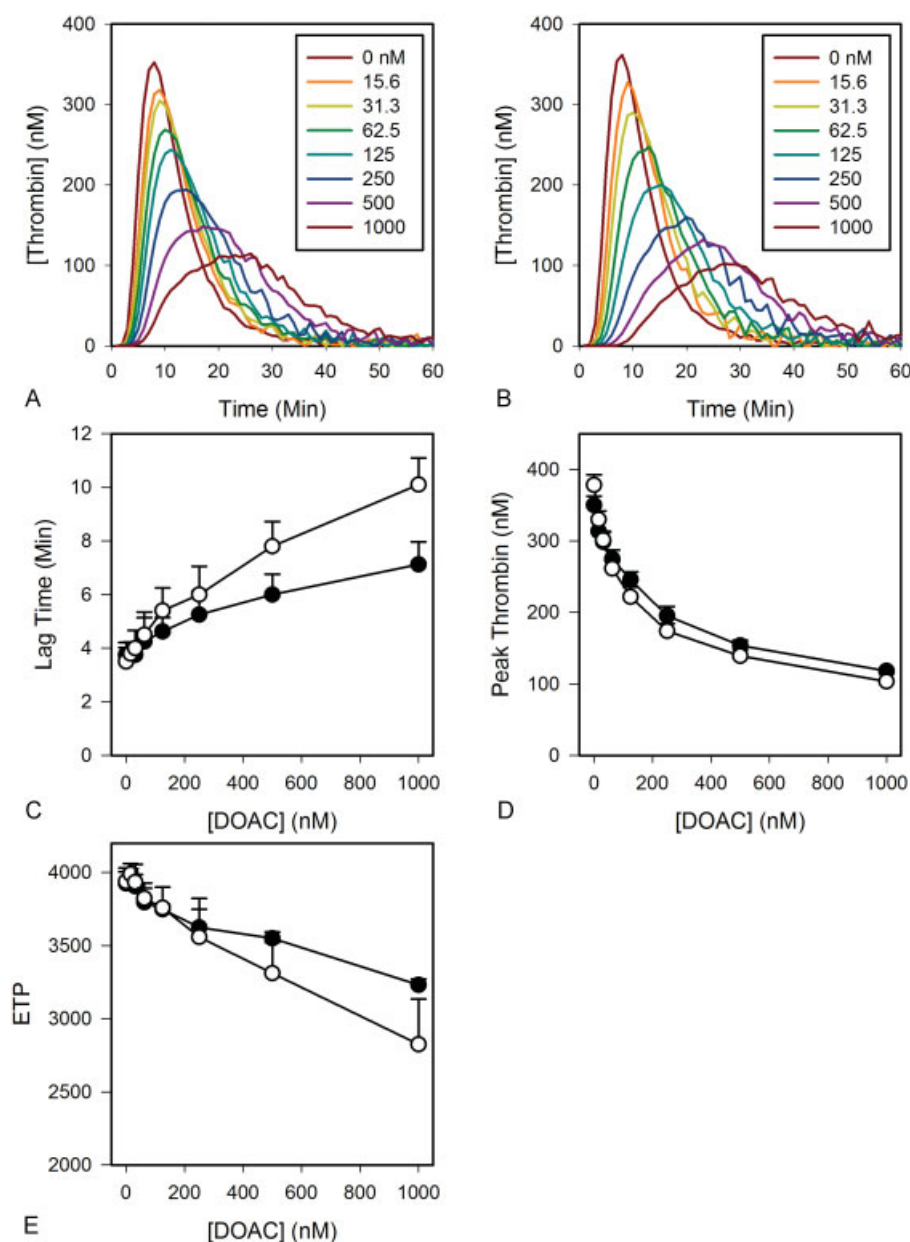 400
300
200
100
0
[Thrombin] (nM)
0 nM
15.6
31.3
62.5
125
250
500
1000
0 10 20 30 40 50 60
A
Time (Min)
400
300
200
100
0
[Thrombin] (nM)
0 nM
15.6
31.3
62.5
125
250
500
1000
0 10 20 30 40 50 60
B
Time (Min)
12
10
8
6
4
2
0
Lag Time (Min)
0 200 400 600 800 1000
C
[DOAC] (nM)
400
300
200
100
0
Peak Thrombin (nM)
0 200 400 600 800 1000
D
[DOAC] (nM)
4000
3500
3000
2500
2000
ETP
0 200 400 600 800 1000
E
[DOAC] (nM)